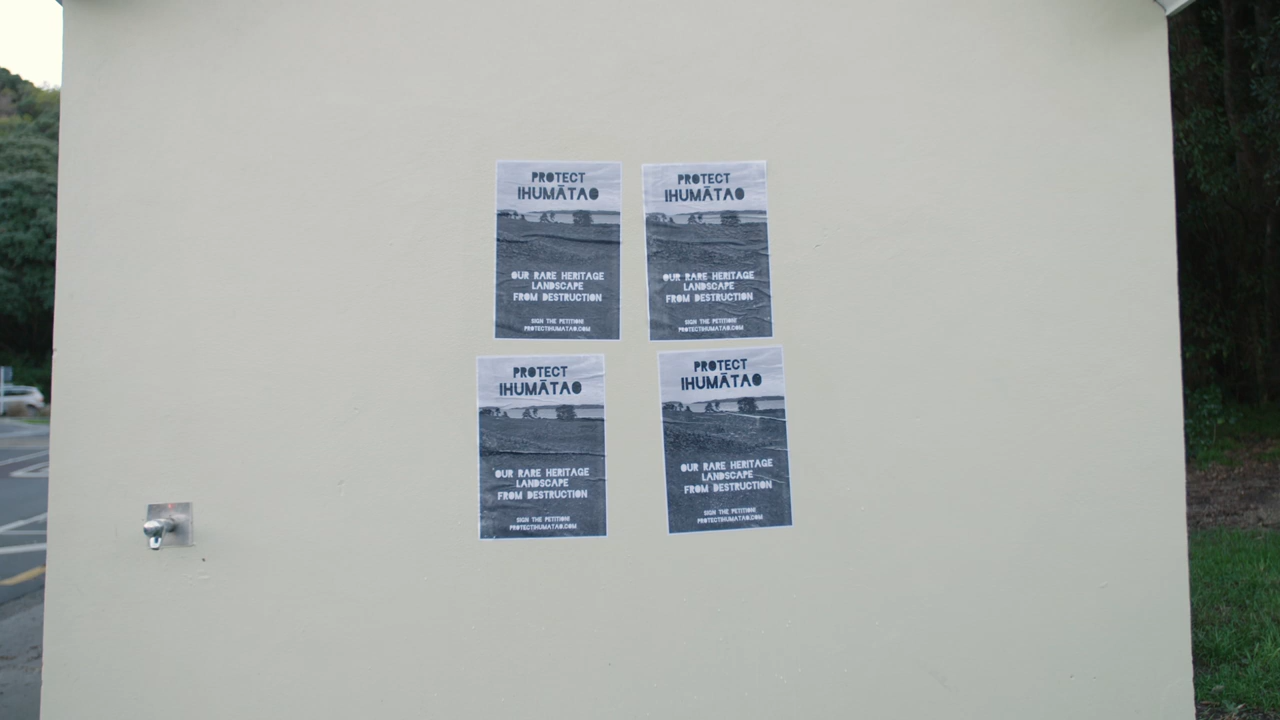 PROTECT
IHUMĀTAO
OUR RARE HERITAGE
LANDSCAPE
FROM DESTRUCTION
SIGN THE PETITION!
PROTECTIHUMATAO.COM
PROTECT
IHUMĀTAO
OUR RARE HERITAGE
LANDSCAPE
FROM DESTRUCTION
SIGN THE PETITION!
PROTECTIHUMATAO.COM
PROTECT
IHUMĀTAO
OUR RARE HERITAGE
LANDSCAPE
FROM DESTRUCTION
SIGN THE PETITION!
PROTECTIHUMATAO.COM
PROTECT
IHUMĀTAO
OUR RARE HERITAGE
LANDSCAPE
FROM DESTRUCTION
SIGN THE PETITION!
PROTECTIHUMATAO.COM